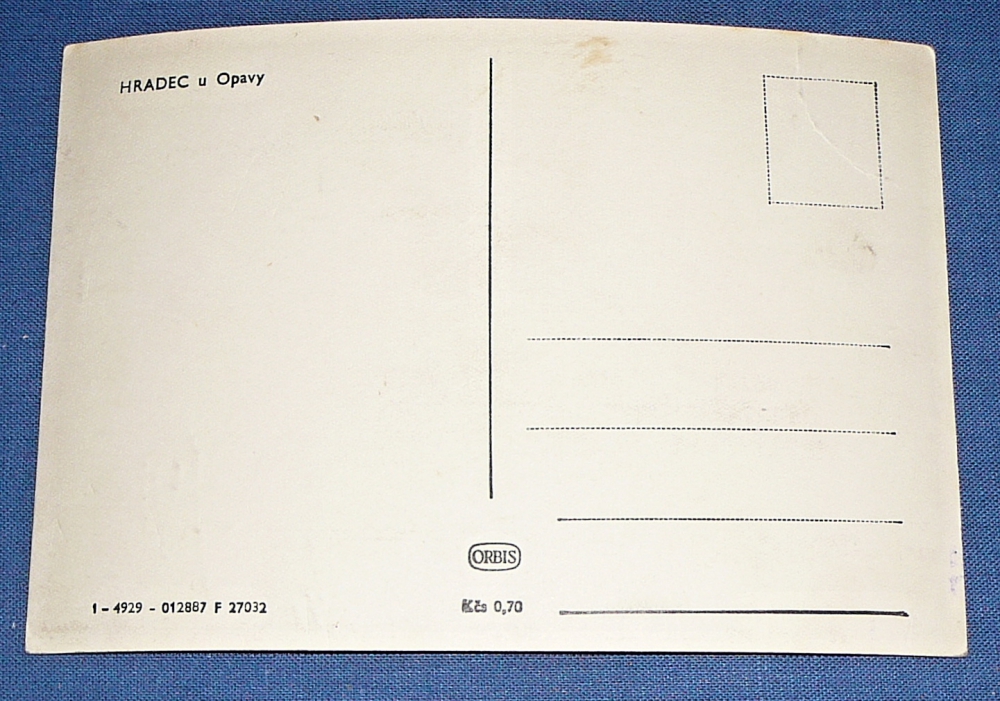 HRADEC u Opavy
ORBIS
1 - 4929 - 012887 F 27032
Kčs 0,70